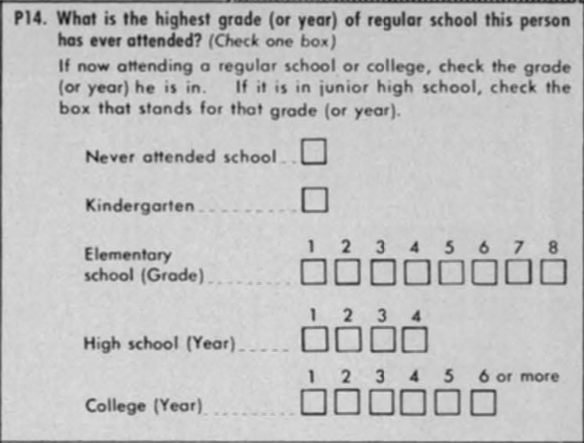 P14. What is the highest grade (or year) of regular school this person
has ever attended? (Check one box)
If now attending a regular school or college, check the grade
(or year) he is in. If it is in junior high school, check the
box that stands for that grade (or year).
Never attended school
Kindergarten
1 2 3 4 5 6 7 8
Elementary
school (Grade)
1 2 3 4
High school (Year)
1 2 3 4 5 6 or more
College (Year)